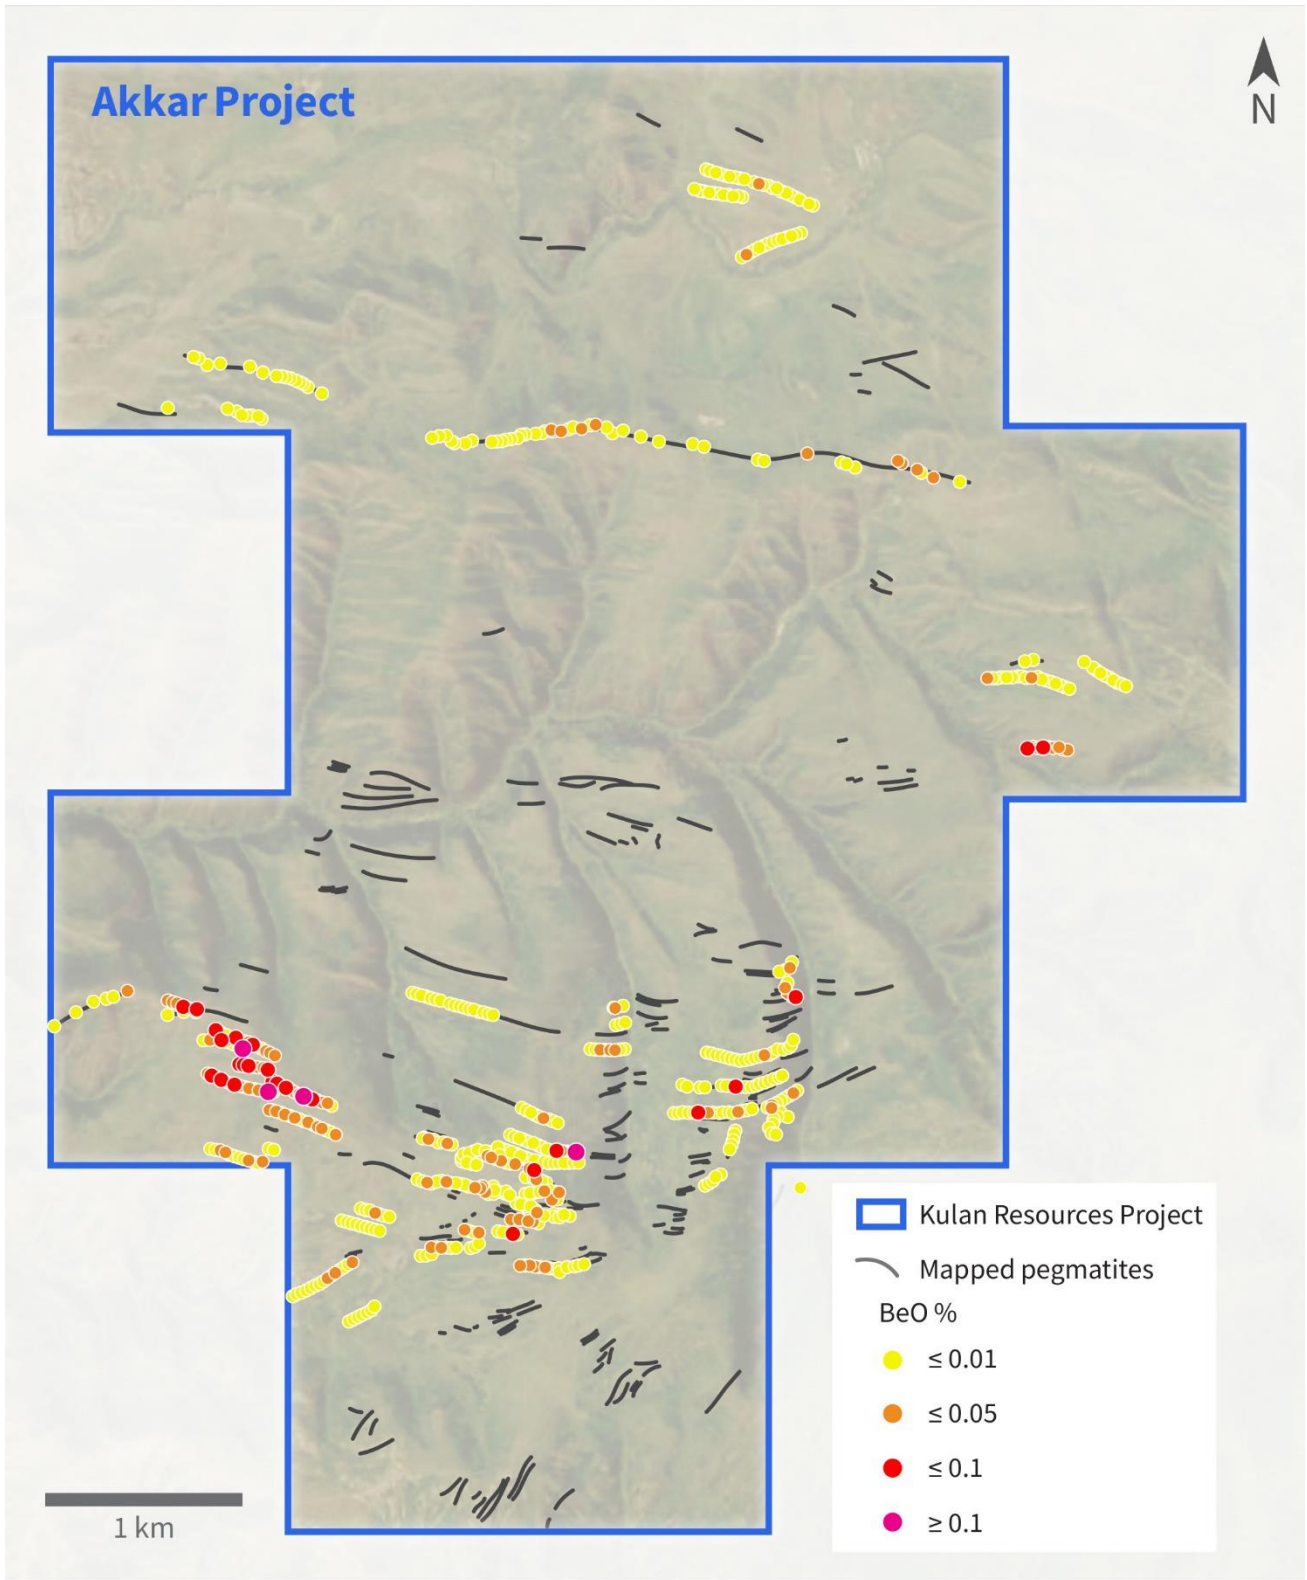 Akkar Project
N
Kulan Resources Project
Mapped pegmatites
BeO %
≤ 0.01
≤ 0.05
≤ 0.1
≥ 0.1
1 km